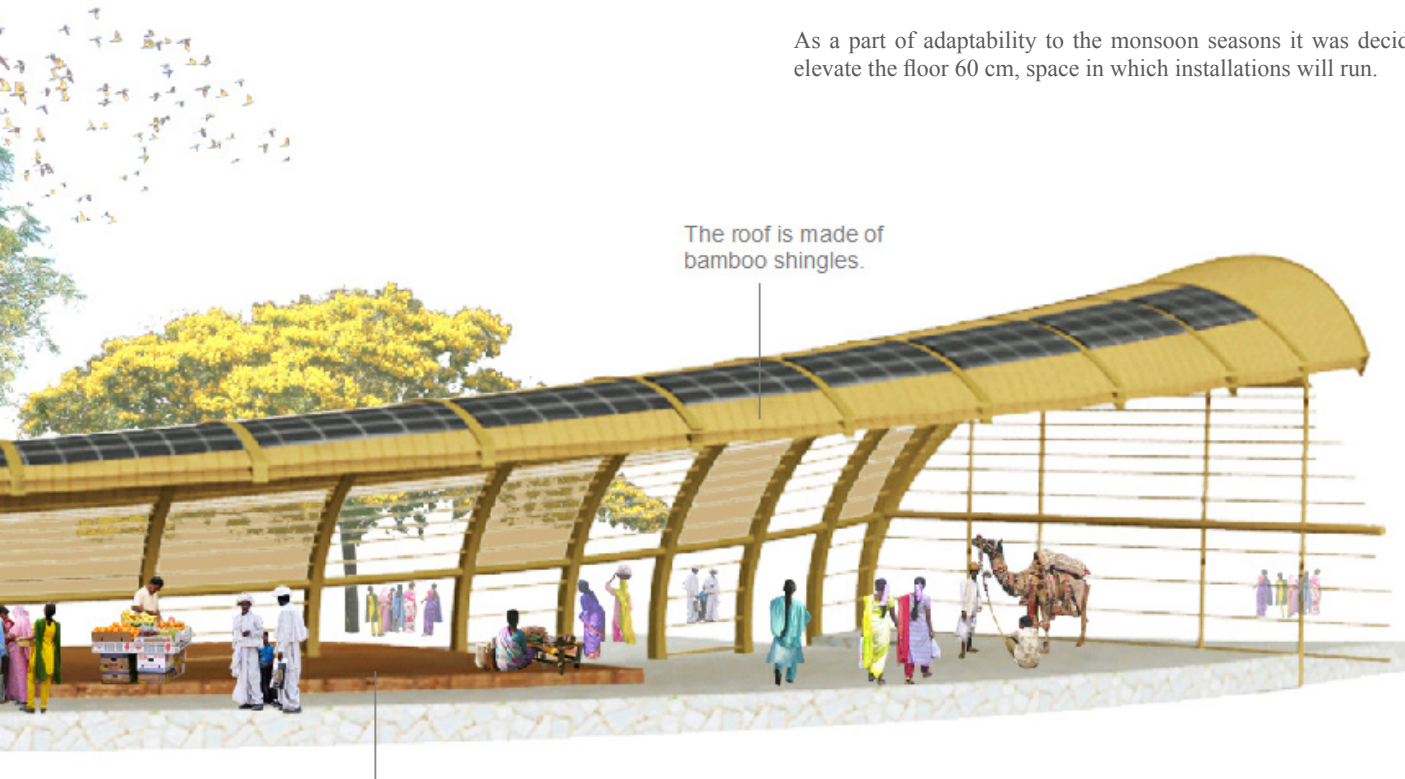 As a part of adaptability to the monsoon seasons it was decid
elevate the floor 60 cm, space in which installations will run.
The roof is made of
bamboo shingles.